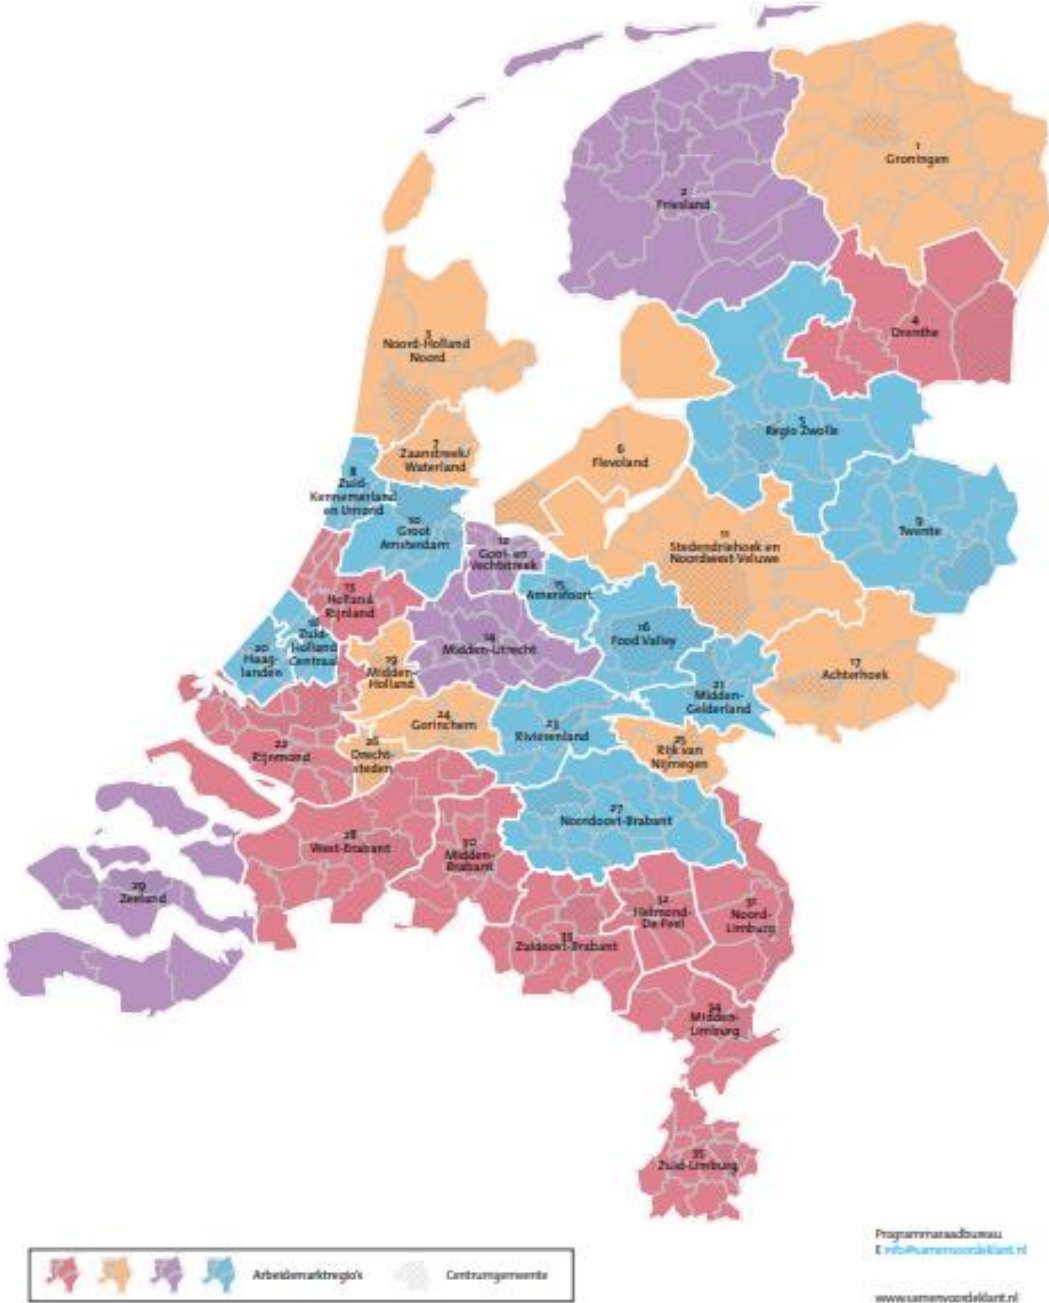 1
Groningen
2
Friesland
3
Noord-Holland
Noord
4
Drenthe
5
Regio Zwolle
6
Flevoland
7
Zaanstreek/
Waterland
8
Zuid-
Kennemerland
en IJmond
9
Twente
10
Groot
Amsterdam
11
Stedendriehoek en
Noordwest-Veluwe
12
Gooi- en
Vechtstreek
13
Holland
Rijnland
14
Midden-Utrecht
15
Amersfoort
16
Food Valley
17
Achterhoek
18
Zuid-
Holland
Centraal
19
Midden-
Holland
20
Haag-
landen
21
Midden-
Gelderland
22
Rijnmond
23
Rivierenland
24
Gorinchem
25
Rijk van
Nijmegen
26
Drecht-
steden
27
Noordoost-Brabant
28
West-Brabant
29
Zeeland
30
Midden-
Brabant
31
Noord-
Limburg
32
Helmond-
De Peel
33
Zuidoost-Brabant
34
Midden-
Limburg
35
Zuid-Limburg
Arbeidsmarktregio's
Centrumgemeente
Programmaraadbureau
E info@samenvoordeklant.nl
www.samenvoordeklant.nl